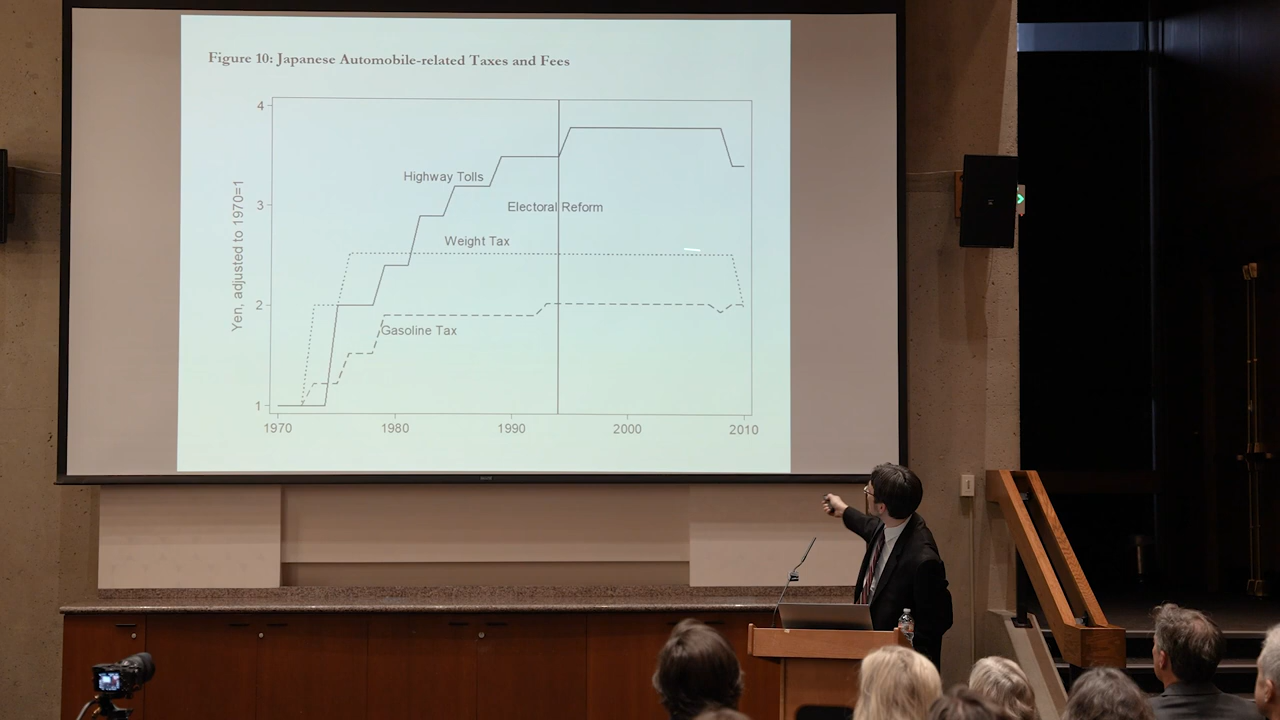 Figure 10: Japanese Automobile-related Taxes and Fees
Yen, adjusted to 1970=1
4
3
2
1
Highway Tolls
Electoral Reform
Weight Tax
Gasoline Tax
1970 1980 1990 2000 2010